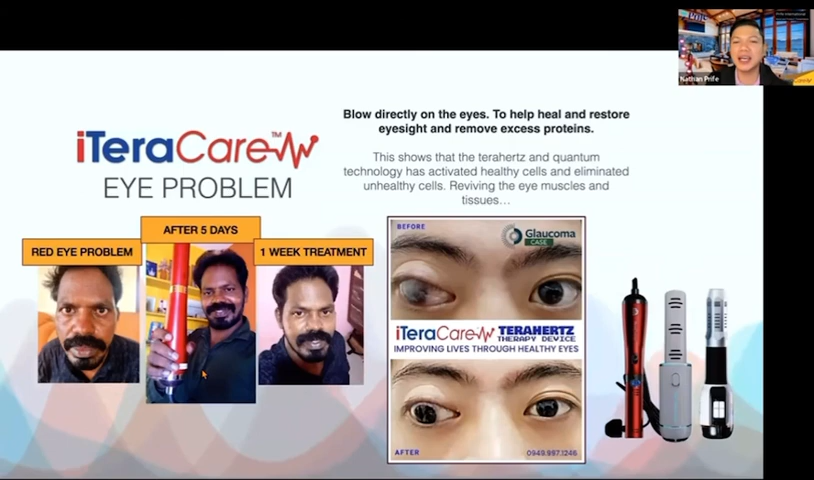 Nathan Prife
Blow directly on the eyes. To help heal and restore
eyesight and remove excess proteins.
iTeraCare™
EYE PROBLEM
This shows that the terahertz and quantum
technology has activated healthy cells and eliminated
unhealthy cells. Reviving the eye muscles and
tissues…
RED EYE PROBLEM
AFTER 5 DAYS
1 WEEK TREATMENT
BEFORE
Glaucoma
CASE
iTeraCare TERAHERTZ
THERAPY DEVICE
IMPROVING LIVES THROUGH HEALTHY EYES
AFTER
0949.997.1246